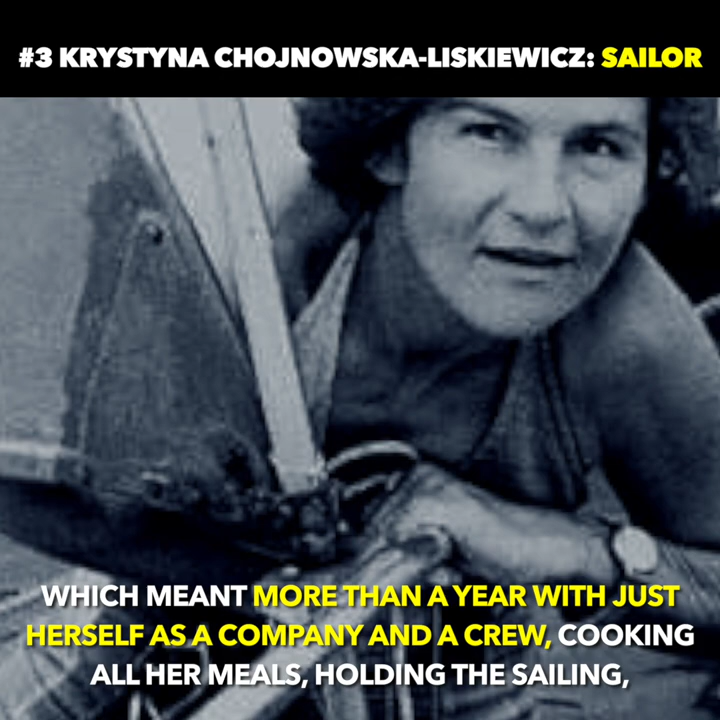 #3 KRYSTYNA CHOJNOWSKA-LISKIEWICZ: SAILOR
WHICH MEANT MORE THAN A YEAR WITH JUST
HERSELF AS A COMPANY AND A CREW, COOKING
ALL HER MEALS, HOLDING THE SAILING,